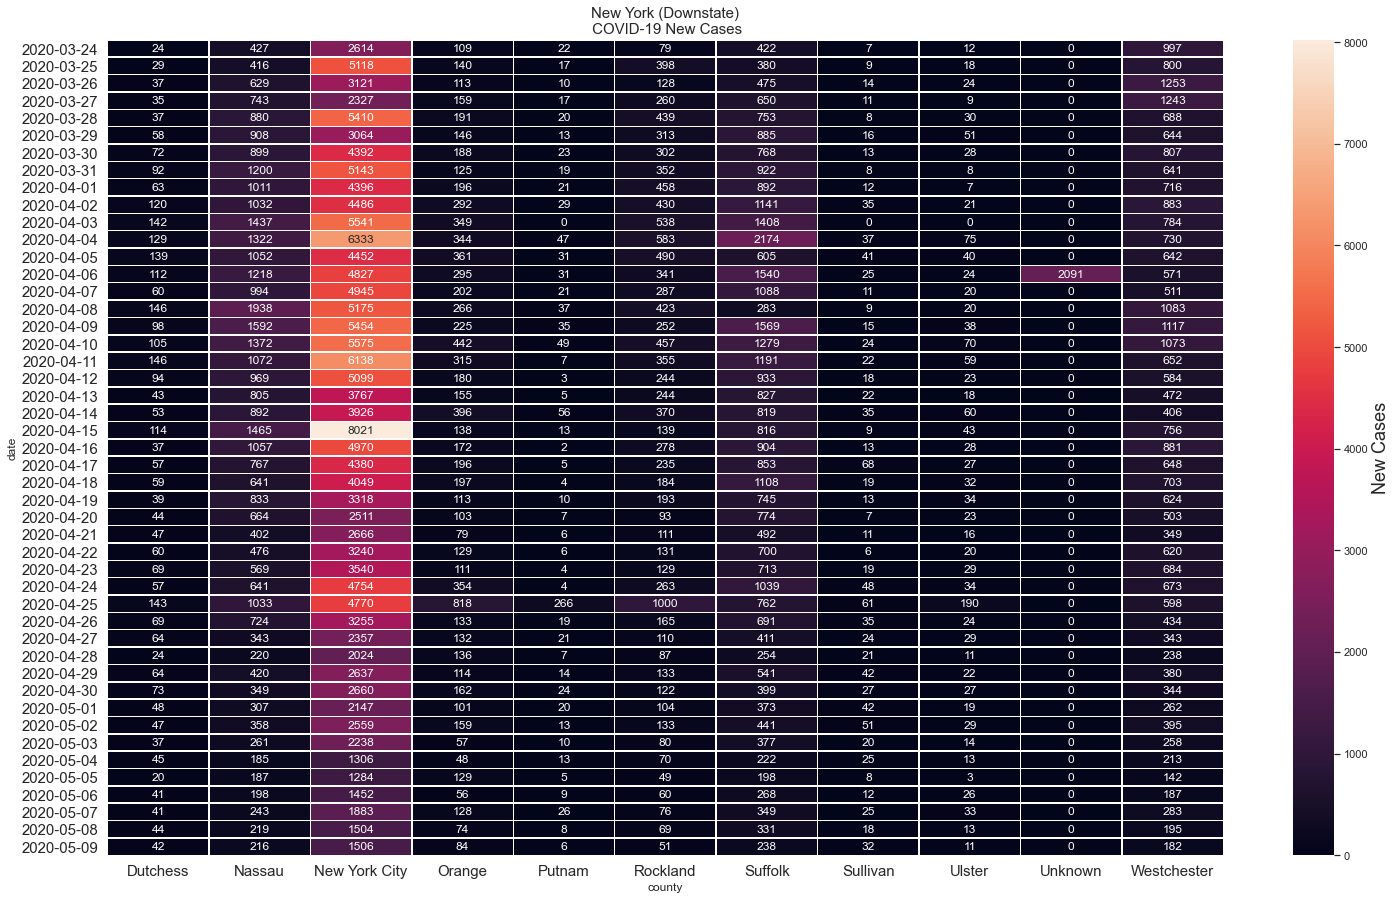 New York (Downstate)
COVID-19 New Cases
2020-03-24 24 427 2614 109 22 79 422 7 12 0 997
2020-03-25 29 416 5118 140 17 398 380 9 18 0 800
2020-03-26 37 629 3121 113 10 128 475 14 24 0 1253
2020-03-27 35 743 2327 159 17 260 650 11 9 0 1243
2020-03-28 37 880 5410 191 20 439 753 8 30 0 688
2020-03-29 58 908 3064 146 13 313 885 16 51 0 644
2020-03-30 72 899 4392 188 23 302 768 13 28 0 807
2020-03-31 92 1200 5143 125 19 352 922 8 8 0 641
2020-04-01 63 1011 4396 196 21 458 892 12 7 0 716
2020-04-02 120 1032 4486 292 29 430 1141 35 21 0 883
2020-04-03 142 1437 5541 349 0 538 1408 0 0 0 784
2020-04-04 129 1322 6333 344 47 583 2174 37 75 0 730
2020-04-05 139 1052 4452 361 31 490 605 41 40 0 642
2020-04-06 112 1218 4827 295 31 341 1540 25 24 2091 571
2020-04-07 60 994 4945 202 21 287 1088 11 20 0 511
2020-04-08 146 1938 5175 266 37 423 283 9 20 0 1083
2020-04-09 98 1592 5454 225 35 252 1569 15 38 0 1117
2020-04-10 105 1372 5575 442 49 457 1279 24 70 0 1073
2020-04-11 146 1072 6138 315 7 355 1191 22 59 0 652
2020-04-12 94 969 5099 180 3 244 933 18 23 0 584
2020-04-13 43 805 3767 155 5 244 827 22 18 0 472
2020-04-14 53 892 3926 396 56 370 819 35 60 0 406
2020-04-15 114 1465 8021 138 13 139 816 9 43 0 756
2020-04-16 37 1057 4970 172 2 278 904 13 28 0 881
2020-04-17 57 767 4380 196 5 235 853 68 27 0 648
2020-04-18 59 641 4049 197 4 184 1108 19 32 0 703
2020-04-19 39 833 3318 113 10 193 745 13 34 0 624
2020-04-20 44 664 2511 103 7 93 774 7 23 0 503
2020-04-21 47 402 2666 79 6 111 492 11 16 0 349
2020-04-22 60 476 3240 129 6 131 700 6 20 0 620
2020-04-23 69 569 3540 111 4 129 713 19 29 0 684
2020-04-24 57 641 4754 354 4 263 1039 48 34 0 673
2020-04-25 143 1033 4770 818 266 1000 762 61 190 0 598
2020-04-26 69 724 3255 133 19 165 691 35 24 0 434
2020-04-27 64 343 2357 132 21 110 411 24 29 0 343
2020-04-28 24 220 2024 136 7 87 254 21 11 0 238
2020-04-29 64 420 2637 114 14 133 541 42 22 0 380
2020-04-30 73 349 2660 162 24 122 399 27 27 0 344
2020-05-01 48 307 2147 101 20 104 373 42 19 0 262
2020-05-02 47 358 2559 159 13 133 441 51 29 0 395
2020-05-03 37 261 2238 57 10 80 377 20 14 0 258
2020-05-04 45 185 1306 48 13 70 222 25 13 0 213
2020-05-05 20 187 1284 129 5 49 198 8 3 0 142
2020-05-06 41 198 1452 56 9 60 268 12 26 0 187
2020-05-07 41 243 1883 128 26 76 349 25 33 0 283
2020-05-08 44 219 1504 74 8 69 331 18 13 0 195
2020-05-09 42 216 1506 84 6 51 238 32 11 0 182
Dutchess Nassau New York City Orange Putnam Rockland Suffolk Sullivan Ulster Unknown Westchester
county
date
8000
7000
6000
5000
4000
3000
2000
1000
0
New Cases